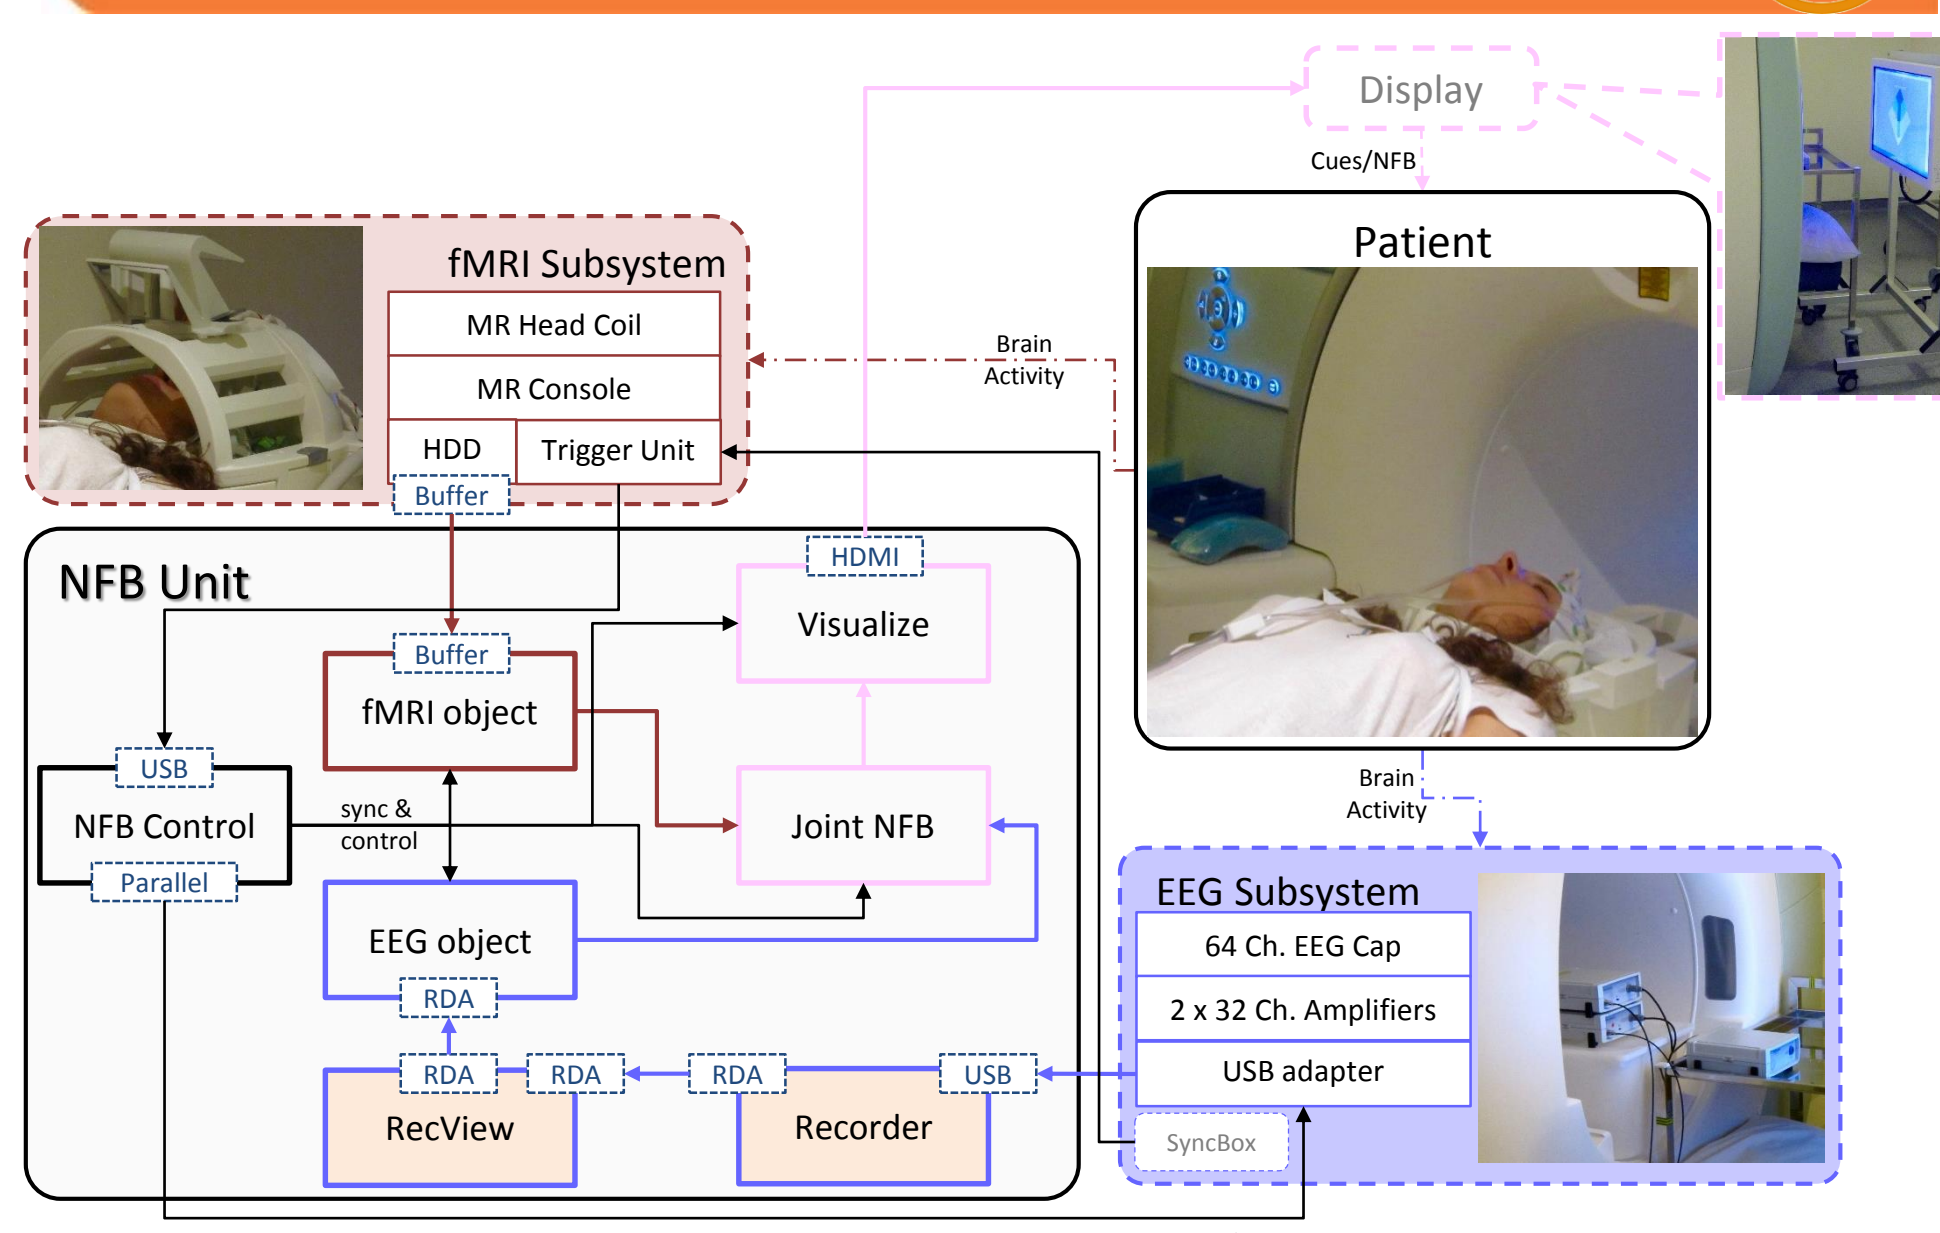 Display
Cues/NFB
Patient
fMRI Subsystem
MR Head Coil
MR Console
HDD
Trigger Unit
Buffer
Brain
Activity
NFB Unit
HDMI
Visualize
Buffer
fMRI object
USB
NFB Control
Parallel
sync &
control
Joint NFB
Brain
Activity
EEG object
RDA
EEG Subsystem
64 Ch. EEG Cap
2 x 32 Ch. Amplifiers
USB adapter
SyncBox
RDA
RDA
RecView
RDA
USB
Recorder